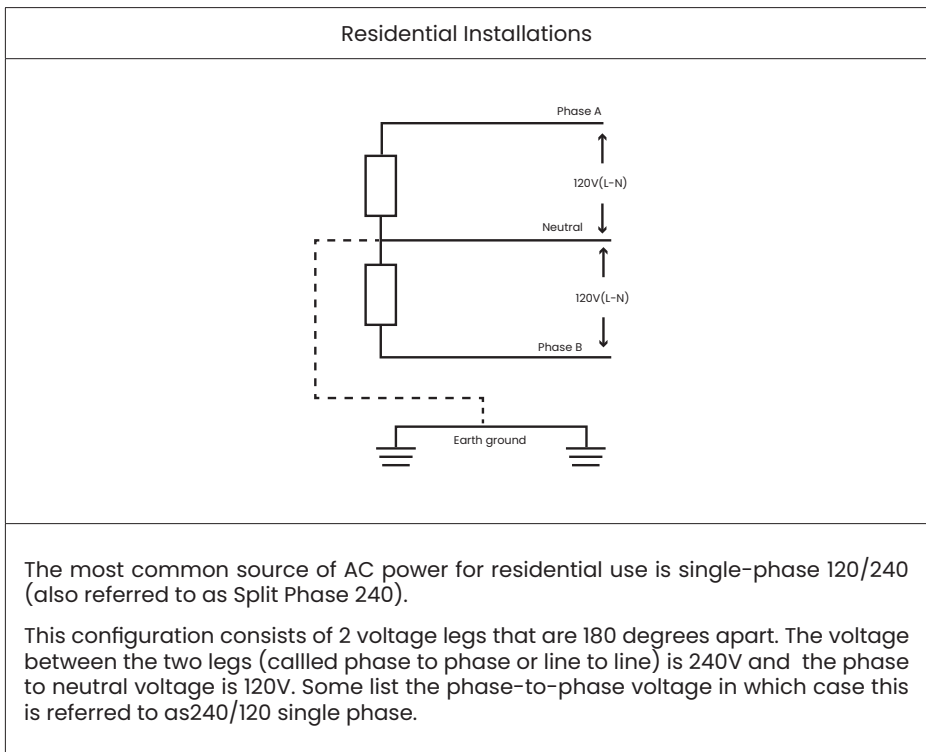 Residential Installations
Phase A
120V(L-N)
Neutral
120V(L-N)
Phase B
Earth ground
The most common source of AC power for residential use is single-phase 120/240
(also referred to as Split Phase 240).
This configuration consists of 2 voltage legs that are 180 degrees apart. The voltage
between the two legs (callled phase to phase or line to line) is 240V and  the phase
to neutral voltage is 120V. Some list the phase-to-phase voltage in which case this
is referred to as240/120 single phase.